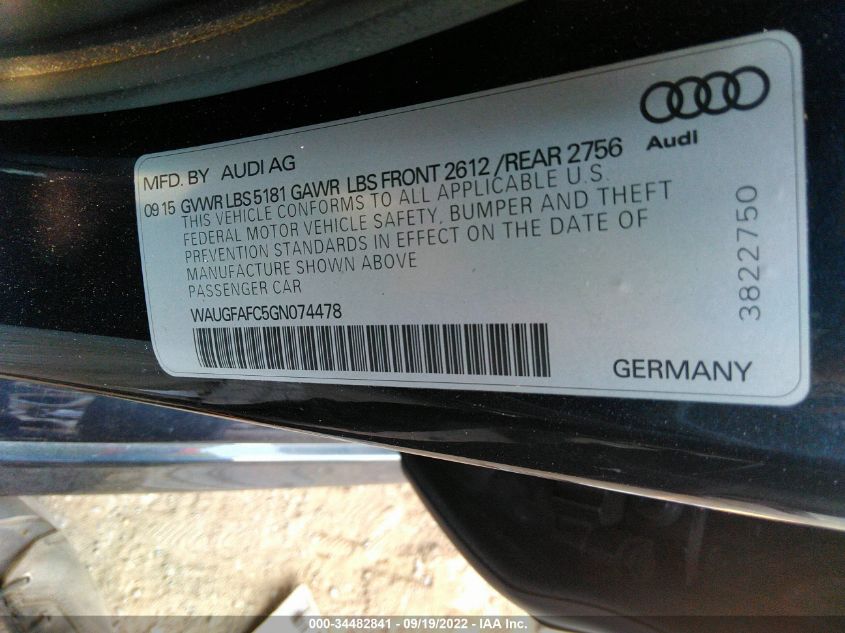 Audi
MFD. BY AUDI AG
09 15 GVWR LBS 5181 GAWR LBS FRONT 2612 /REAR 2756
THIS VEHICLE CONFORMS TO ALL APPLICABLE U.S.
FEDERAL MOTOR VEHICLE SAFETY, BUMPER AND THEFT
PREVENTION STANDARDS IN EFFECT ON THE DATE OF
MANUFACTURE SHOWN ABOVE
PASSENGER CAR
WAUGFAFC5GN074478
GERMANY
3822750
000-34482841 - 09/19/2022 - IAA Inc.